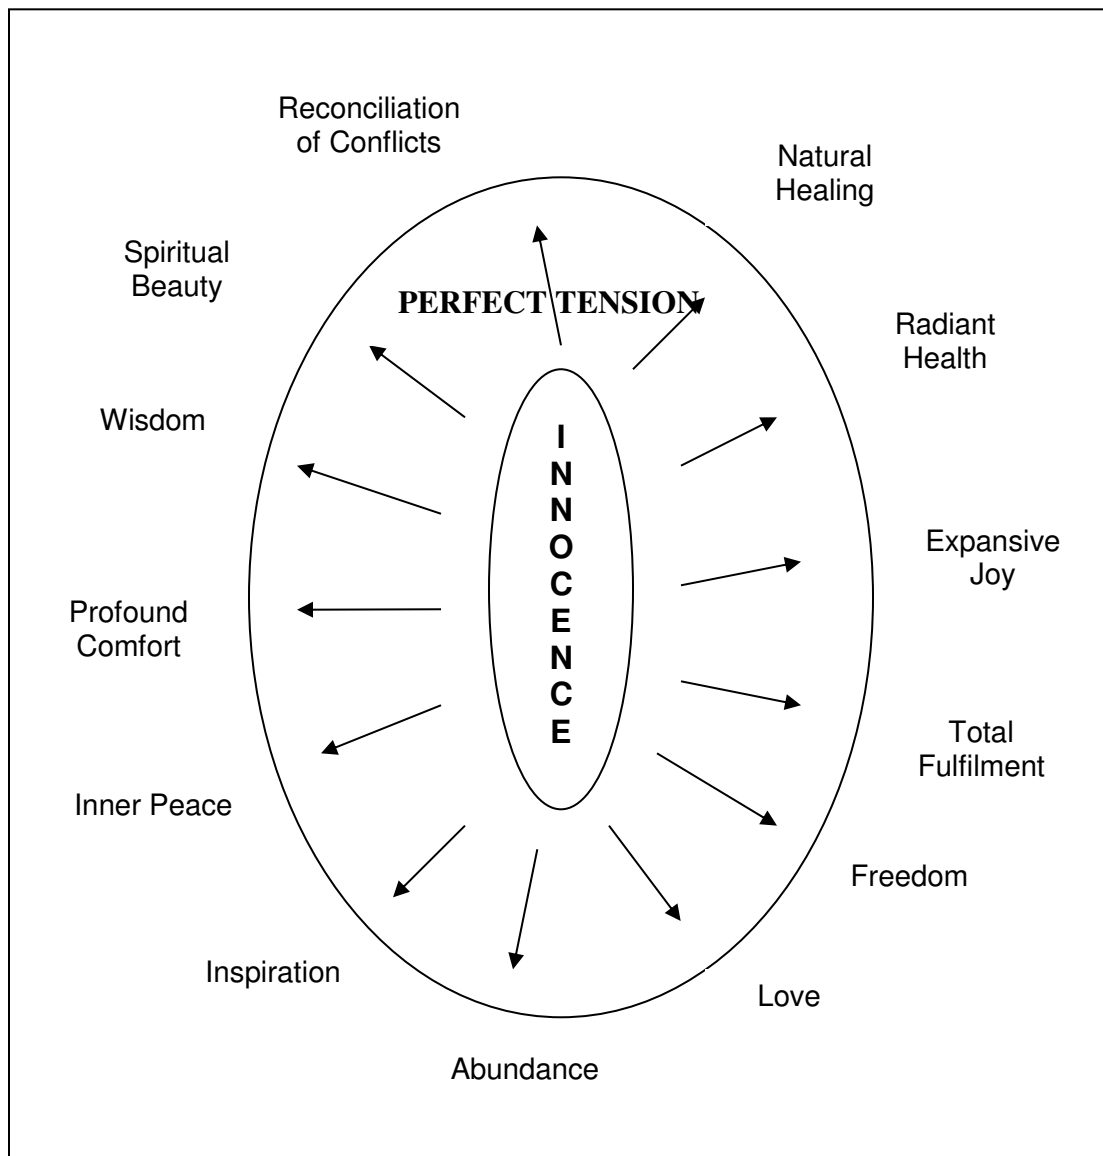 Reconciliation
of Conflicts
Natural
Healing
Spiritual
Beauty
PERFECT TENSION
Radiant
Health
Wisdom
INNOCENCE
Expansive
Joy
Profound
Comfort
Total
Fulfilment
Inner Peace
Freedom
Inspiration
Love
Abundance